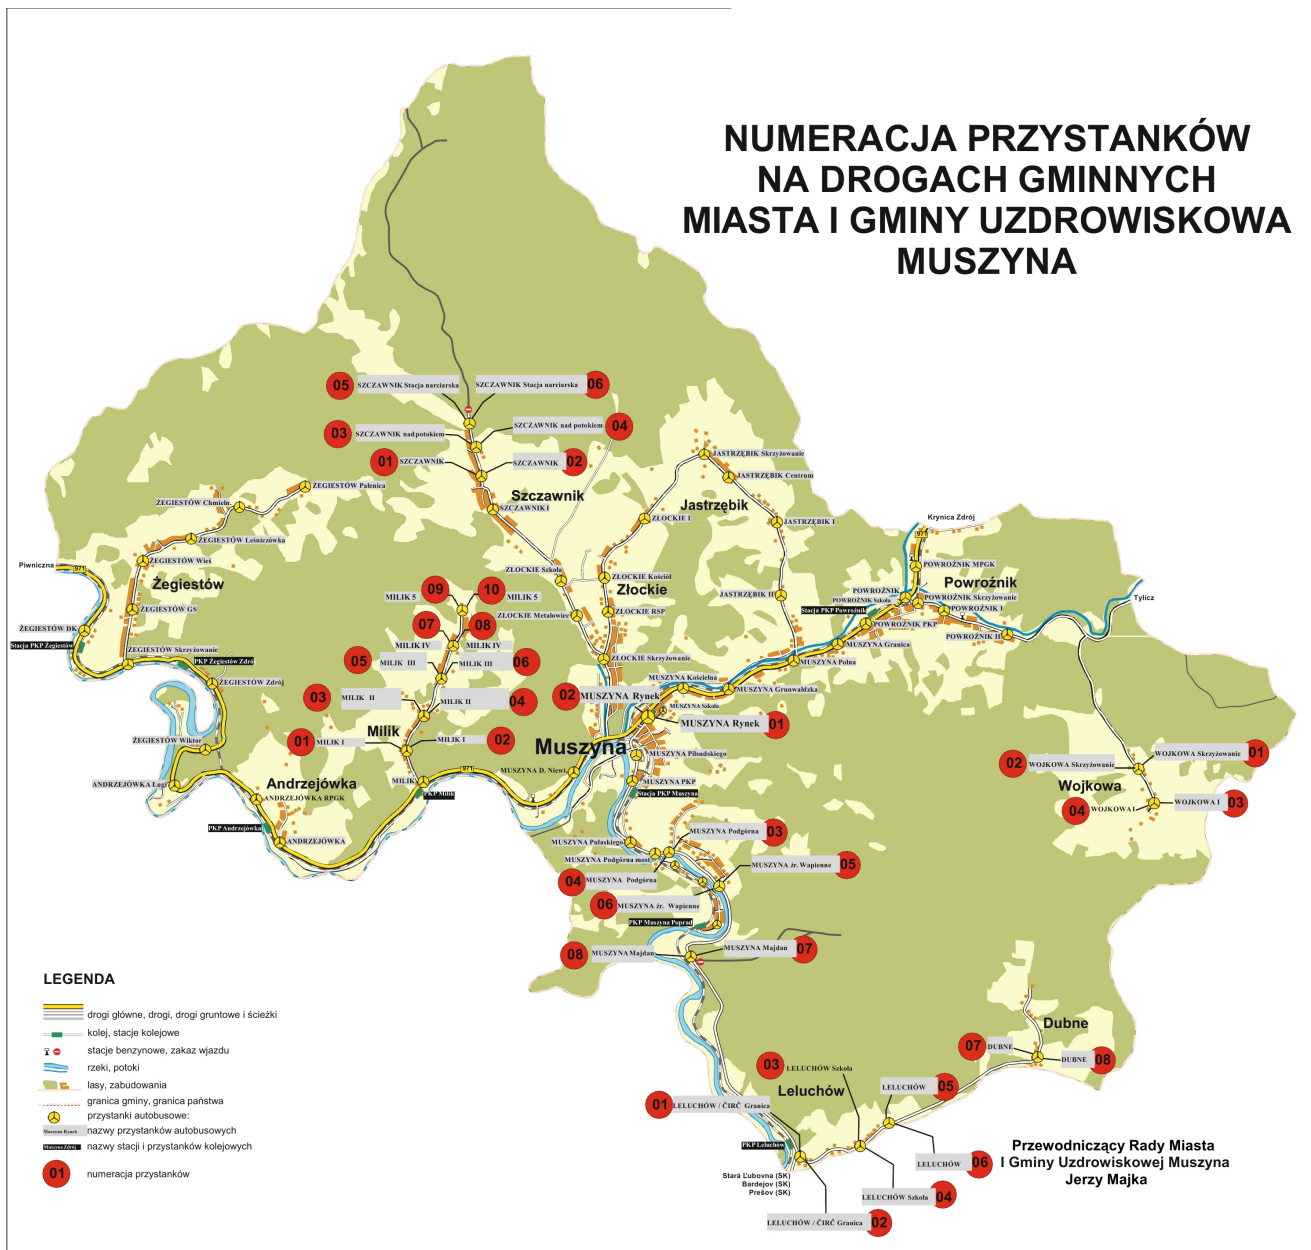 NUMERACJA PRZYSTANKÓW
NA DROGACH GMINNYCH
MIASTA I GMINY UZDROWISKOWA
MUSZYNA
05 SZCZAWNIK Stacja narciarska
SZCZAWNIK Stacja narciarska 06
03 SZCZAWNIK nad potokiem
SZCZAWNIK nad potokiem 04
01 SZCZAWNIK
SZCZAWNIK 02
Szczawnik
SZCZAWNIK I
JASTRZĘBIK Skrzyżowanie
JASTRZĘBIK Centrum
Jastrzębik
ZŁOCKIE I
JASTRZĘBIK I
Krynica Zdrój
971
ŻEGIESTÓW Palenica
ŻEGIESTÓW Chmieln.
ŻEGIESTÓW Leśniczówka
ŻEGIESTÓW Wieś
Piwniczna
971
Żegiestów
ŻEGIESTÓW GS
ŻEGIESTÓW DK
Stacja PKP Żegiestów
ŻEGIESTÓW Skrzyżowanie
PKP Żegiestów Zdrój
ŻEGIESTÓW Zdrój
ŻEGIESTÓW Wiktor
ANDRZEJÓWKA Ługi
Andrzejówka
ANDRZEJÓWKA RPGK
PKP Andrzejówka
ANDRZEJÓWKA
09 MILIK 5
10 MILIK 5
07 MILIK IV
08 MILIK IV
05 MILIK III
MILIK III 06
03 MILIK II
MILIK II 04
Milik
01 MILIK I
MILIK I 02
MILIK
PKP Milik
971
ZŁOCKIE Szkoła
ZŁOCKIE Kościół
Złockie
ZŁOCKIE Metalowiec
ZŁOCKIE RSP
ZŁOCKIE Skrzyżowanie
JASTRZĘBIK II
POWROŹNIK MPGK
Powroźnik
POWROŹNIK
POWROŹNIK Szkoła
POWROŹNIK Skrzyżowanie
Stacja PKP Powroźnik
POWROŹNIK I
POWROŹNIK PKP
POWROŹNIK II
Tylicz
MUSZYNA Granica
MUSZYNA Polna
MUSZYNA Kościelna
MUSZYNA Grunwaldzka
02 MUSZYNA Rynek
MUSZYNA Szkoła
MUSZYNA Rynek 01
Muszyna
MUSZYNA Piłsudskiego
MUSZYNA D. Niewi.
MUSZYNA PKP
Stacja PKP Muszyna
WOJKOWA Skrzyżowanie 01
02 WOJKOWA Skrzyżowanie
Wojkowa
WOJKOWA I 03
04 WOJKOWA I
MUSZYNA Pułaskiego
MUSZYNA Podgórna 03
MUSZYNA Podgórna most
MUSZYNA źr. Wapienne 05
04 MUSZYNA Podgórna
06 MUSZYNA źr. Wapienne
PKP Muszyna Poprad
08 MUSZYNA Majdan
MUSZYNA Majdan 07
Dubne
07 DUBNE
DUBNE 08
03 LELUCHÓW Szkoła
Leluchów
LELUCHÓW 05
01 LELUCHÓW / ČIRČ Granica
PKP Leluchów
LELUCHÓW 06
Stará Ľubovna (SK)
Bardejov (SK)
Prešov (SK)
LELUCHÓW Szkoła 04
LELUCHÓW / ČIRČ Granica 02
Przewodniczący Rady Miasta
I Gminy Uzdrowiskowej Muszyna
Jerzy Majka
LEGENDA
drogi główne, drogi, drogi gruntowe i ścieżki
kolej, stacje kolejowe
stacje benzynowe, zakaz wjazdu
rzeki, potoki
lasy, zabudowania
granica gminy, granica państwa
przystanki autobusowe:
Muszyna Rynek nazwy przystanków autobusowych
Muszyna Zdrój nazwy stacji i przystanków kolejowych
01 numeracja przystanków